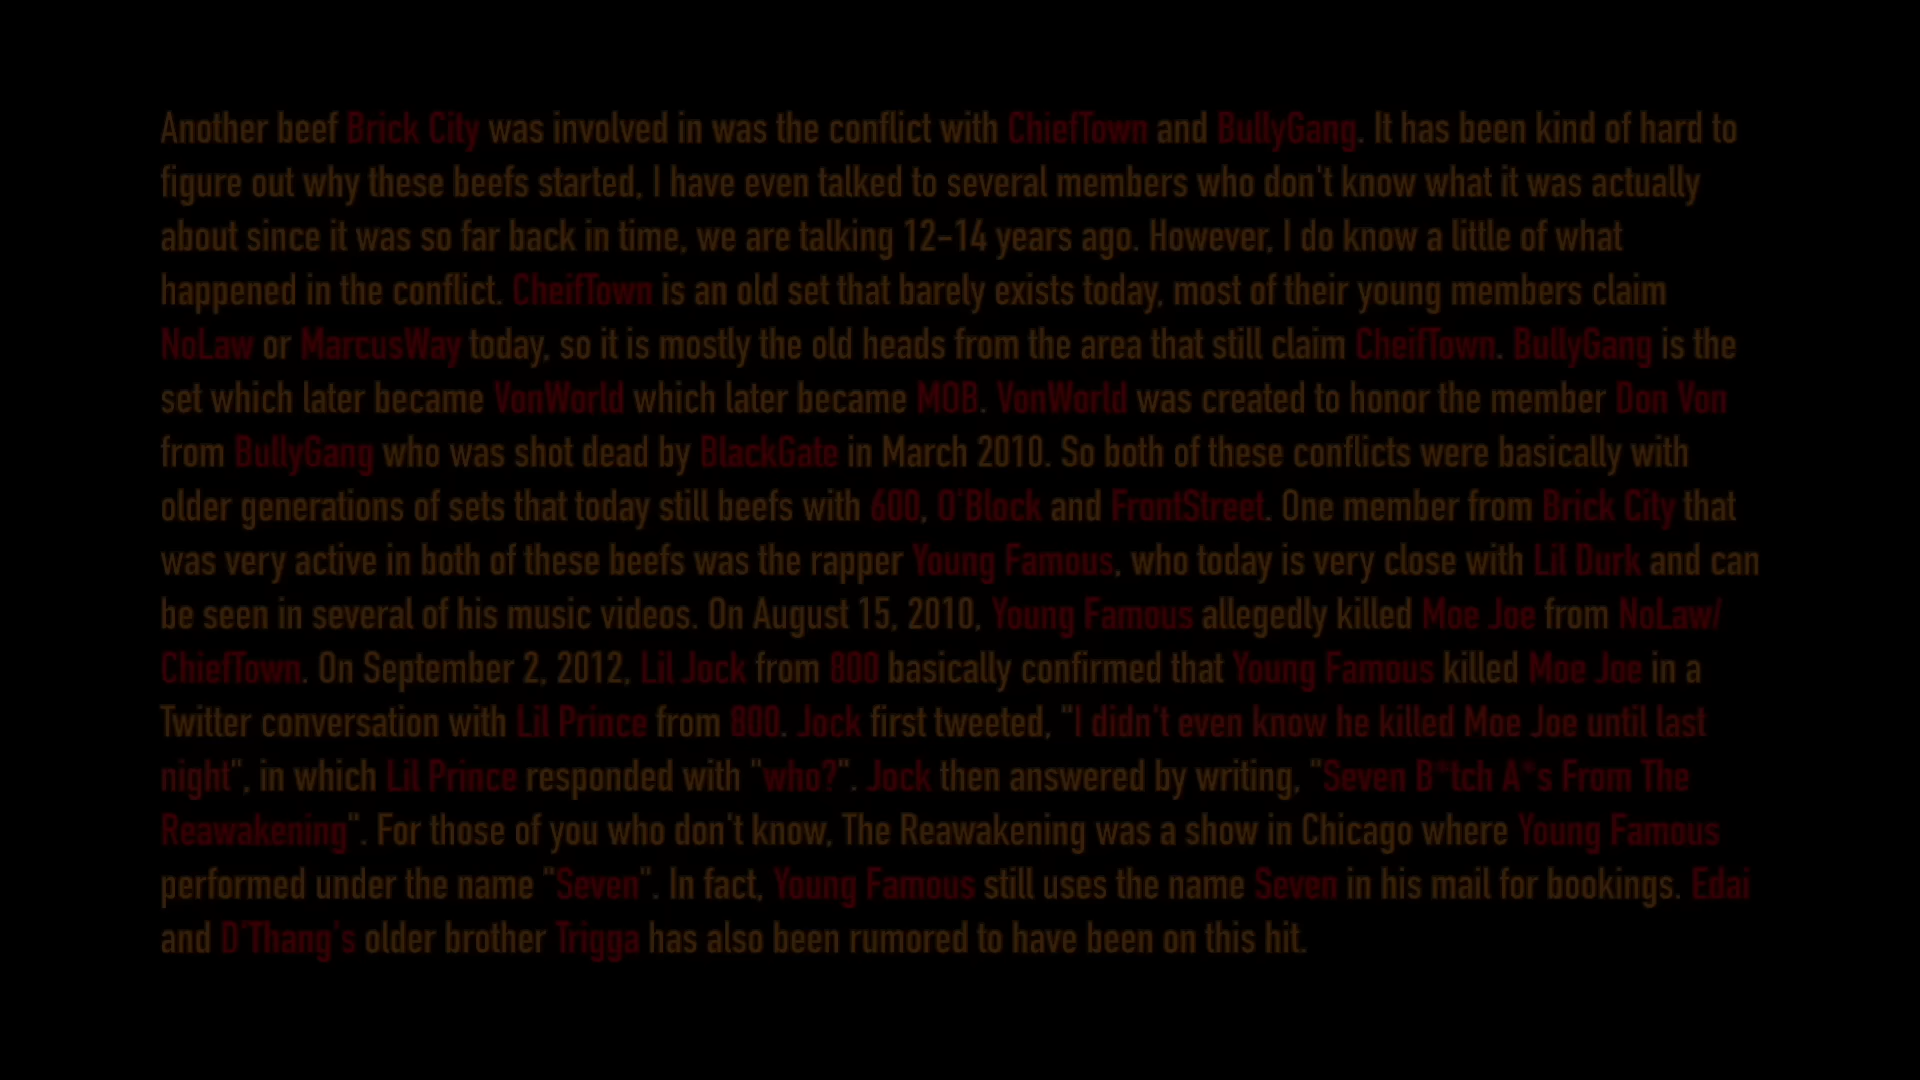 Another beef Brick City was involved in was the conflict with ChiefTown and BullyGang. It has been kind of hard to
figure out why these beefs started, I have even talked to several members who don't know what it was actually
about since it was so far back in time, we are talking 12-14 years ago. However, I do know a little of what
happened in the conflict. CheifTown is an old set that barely exists today, most of their young members claim
NoLaw or MarcusWay today, so it is mostly the old heads from the area that still claim CheifTown. BullyGang is the
set which later became VonWorld which later became MOB. VonWorld was created to honor the member Don Von
from BullyGang who was shot dead by BlackGate in March 2010. So both of these conflicts were basically with
older generations of sets that today still beefs with 600, O'Block and FrontStreet. One member from Brick City that
was very active in both of these beefs was the rapper Young Famous, who today is very close with Lil Durk and can
be seen in several of his music videos. On August 15, 2010, Young Famous allegedly killed Moe Joe from NoLaw/
ChiefTown. On September 2, 2012, Lil Jock from 800 basically confirmed that Young Famous killed Moe Joe in a
Twitter conversation with Lil Prince from 800. Jock first tweeted, "I didn't even know he killed Moe Joe until last
night", in which Lil Prince responded with "who?". Jock then answered by writing, "Seven B*tch A*s From The
Reawakening". For those of you who don't know, The Reawakening was a show in Chicago where Young Famous
performed under the name "Seven". In fact, Young Famous still uses the name Seven in his mail for bookings. Edai
and D'Thang's older brother Trigga has also been rumored to have been on this hit.